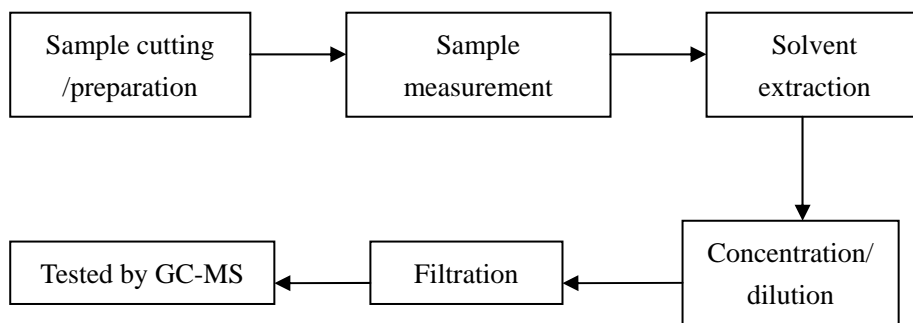 Sample cutting
/preparation
Sample
measurement
Solvent
extraction
Concentration/
dilution
Filtration
Tested by GC-MS